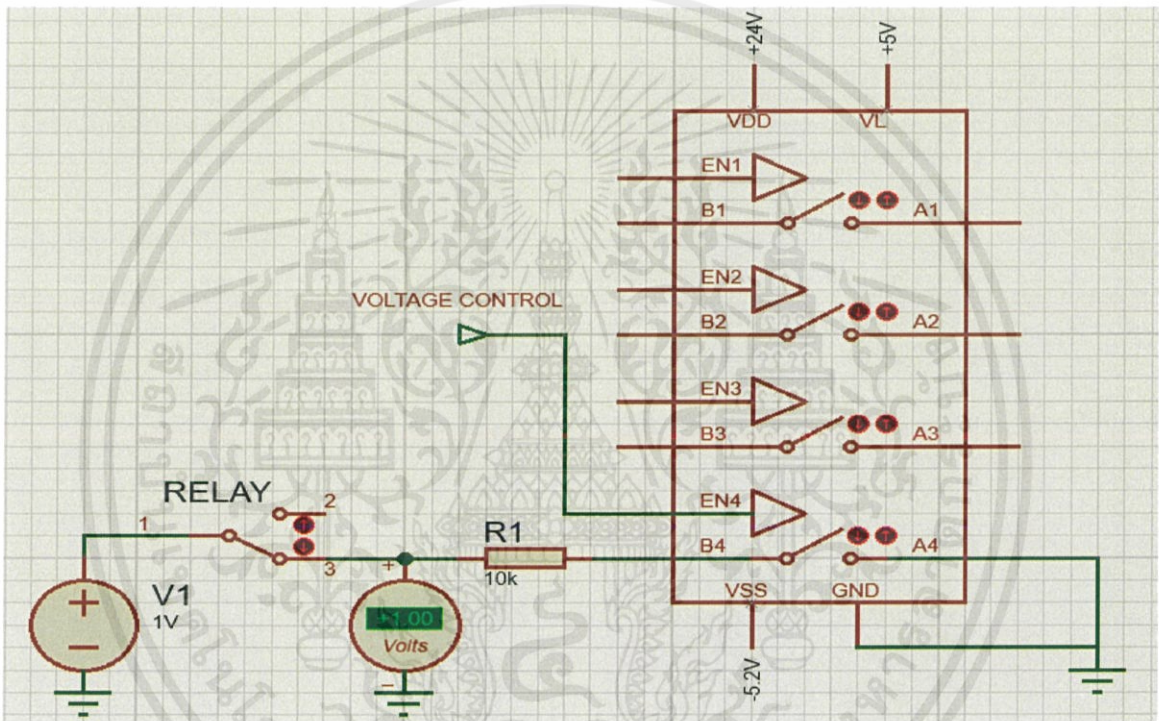 +24V
+5V
VDD
VL
EN1
B1
A1
EN2
VOLTAGE CONTROL
B2
A2
EN3
B3
A3
RELAY
2
EN4
1
R1
B4
A4
3
+
10k
V1
1V
VSS
GND
+1.00
Volts
-5.2V